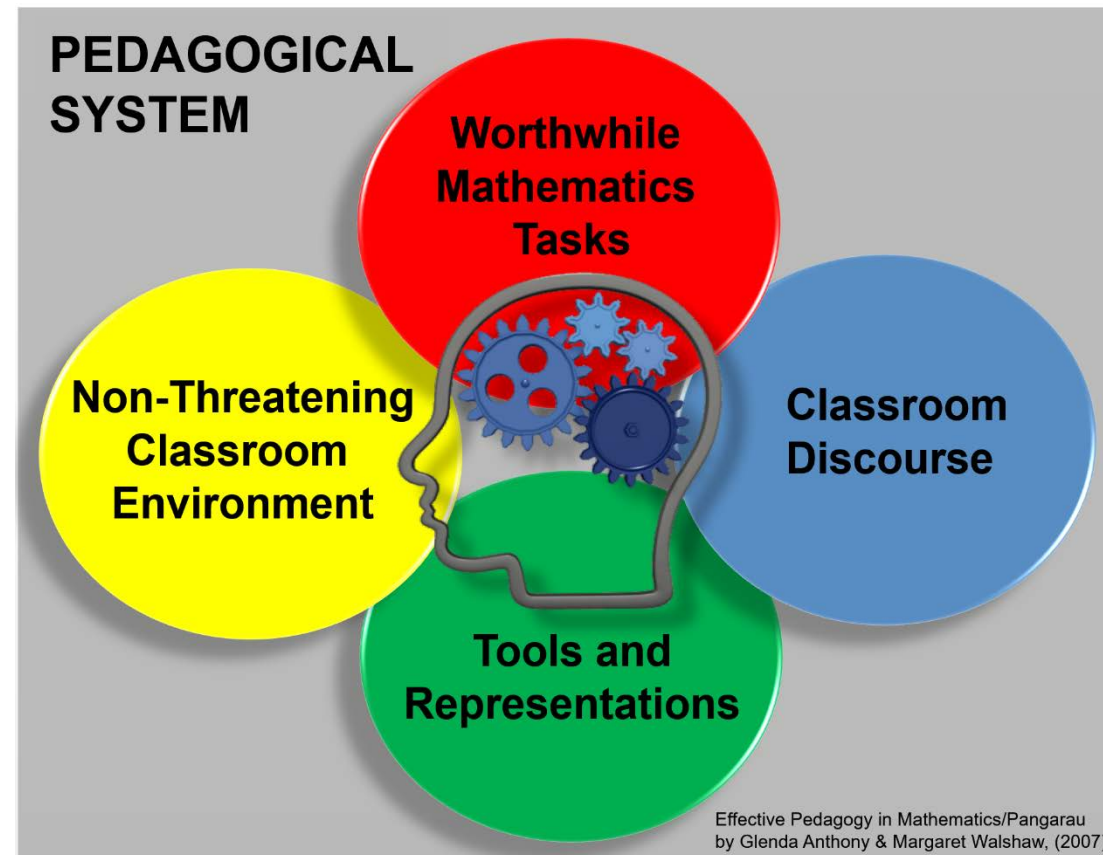 PEDAGOGICAL
SYSTEM
Worthwhile
Mathematics
Tasks
Non-Threatening
Classroom
Environment
Classroom
Discourse
Tools and
Representations
Effective Pedagogy in Mathematics/Pangarau
by Glenda Anthony & Margaret Walshaw, (2007)